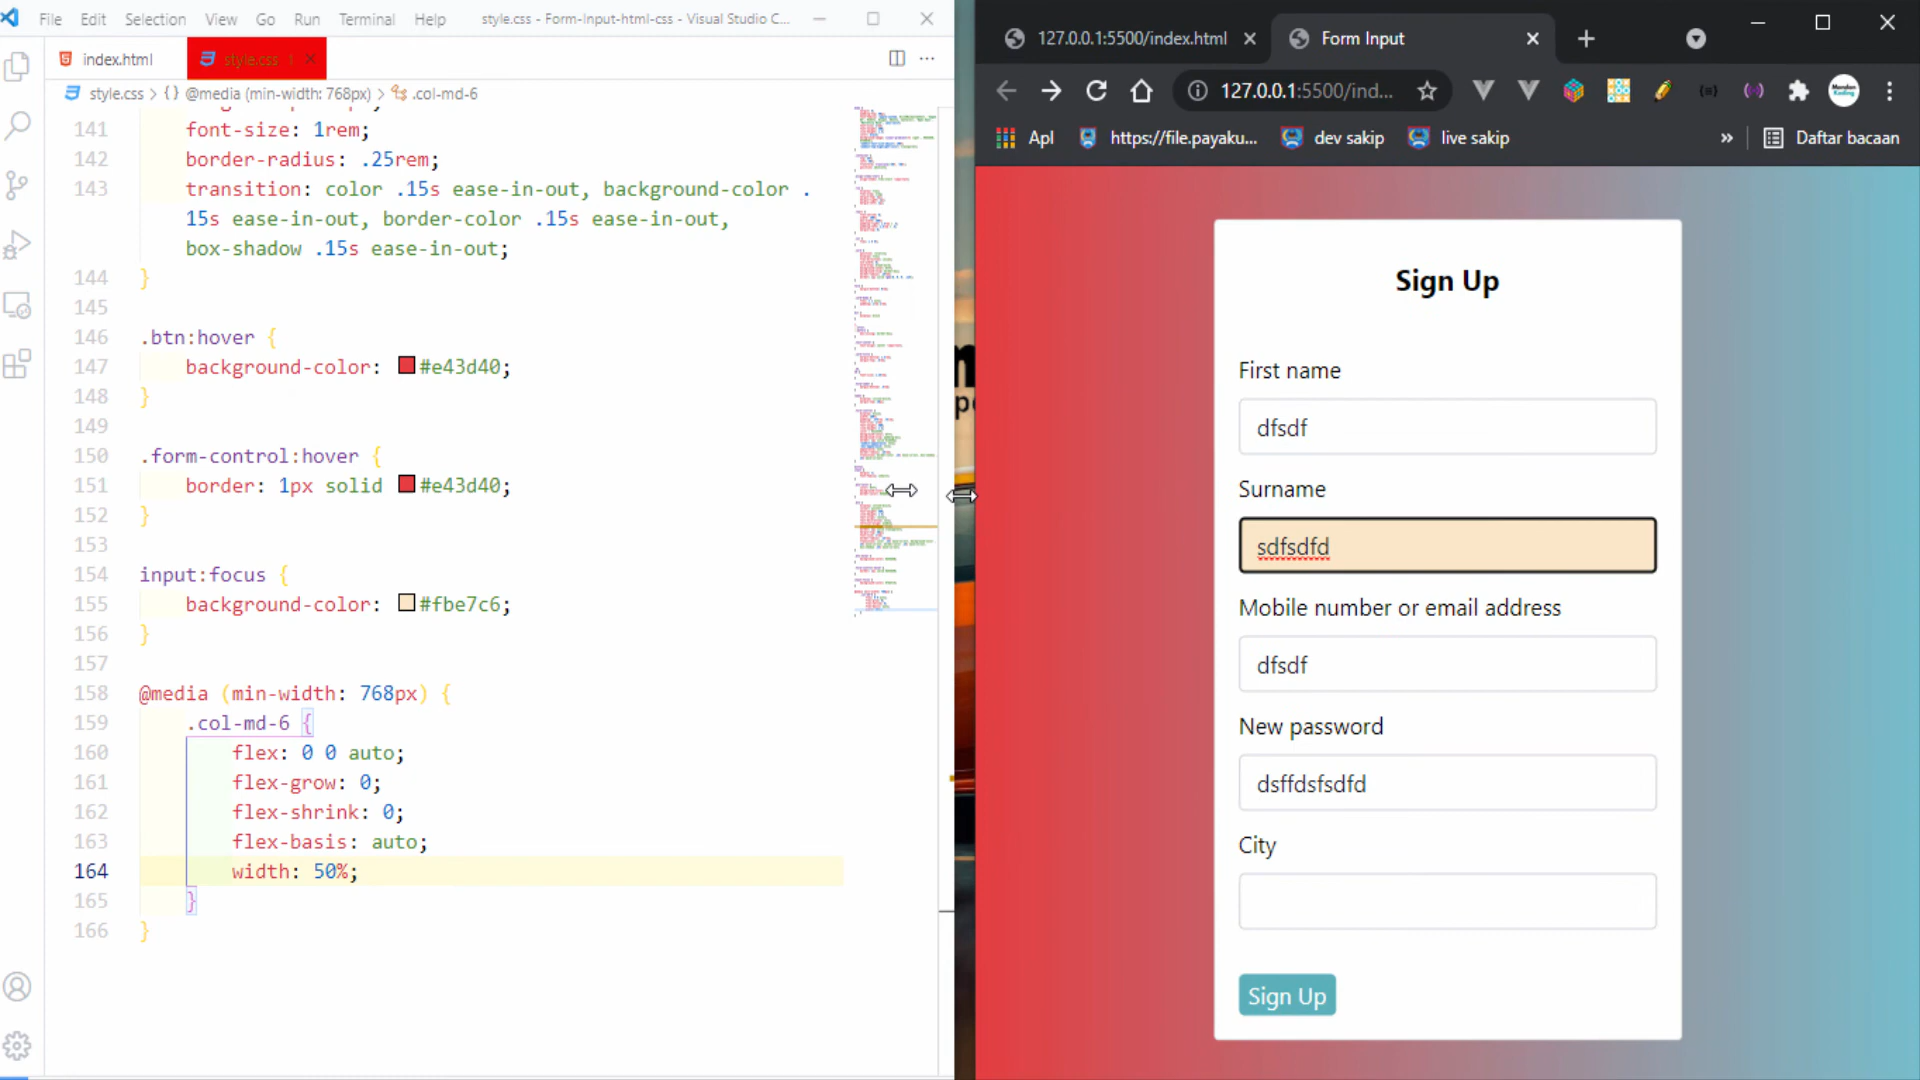 File Edit Selection View Go Run Terminal Help style.css - Form-Input-html-css - Visual Studio C...
index.html style.css 1
style.css > {} @media (min-width: 768px) > .col-md-6
141 font-size: 1rem;
142 border-radius: .25rem;
143 transition: color .15s ease-in-out, background-color .
15s ease-in-out, border-color .15s ease-in-out,
box-shadow .15s ease-in-out;
144 }
145
146 .btn:hover {
147 background-color: #e43d40;
148 }
149
150 .form-control:hover {
151 border: 1px solid #e43d40;
152 }
153
154 input:focus {
155 background-color: #fbe7c6;
156 }
157
158 @media (min-width: 768px) {
159 .col-md-6 {
160 flex: 0 0 auto;
161 flex-grow: 0;
162 flex-shrink: 0;
163 flex-basis: auto;
164 width: 50%;
165 }
166 }
127.0.0.1:5500/index.html Form Input
127.0.0.1:5500/ind...
Apl https://file.payaku... dev sakip live sakip » Daftar bacaan
Sign Up
First name
dfsdf
Surname
sdfsdfd
Mobile number or email address
dfsdf
New password
dsffdsfsdfd
City
Sign Up